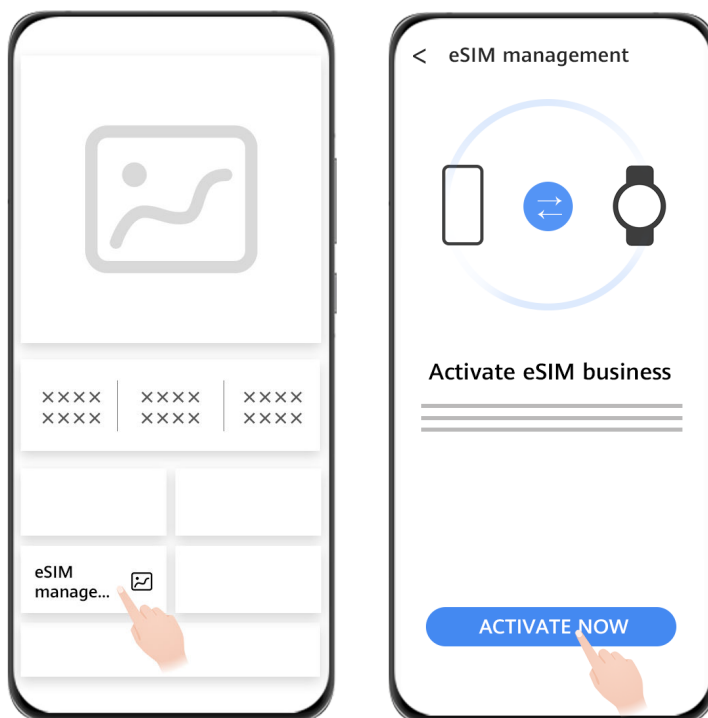 ×××× ×××× ××××
×××× ×××× ××××
eSIM
manage...
< eSIM management
Activate eSIM business
ACTIVATE NOW